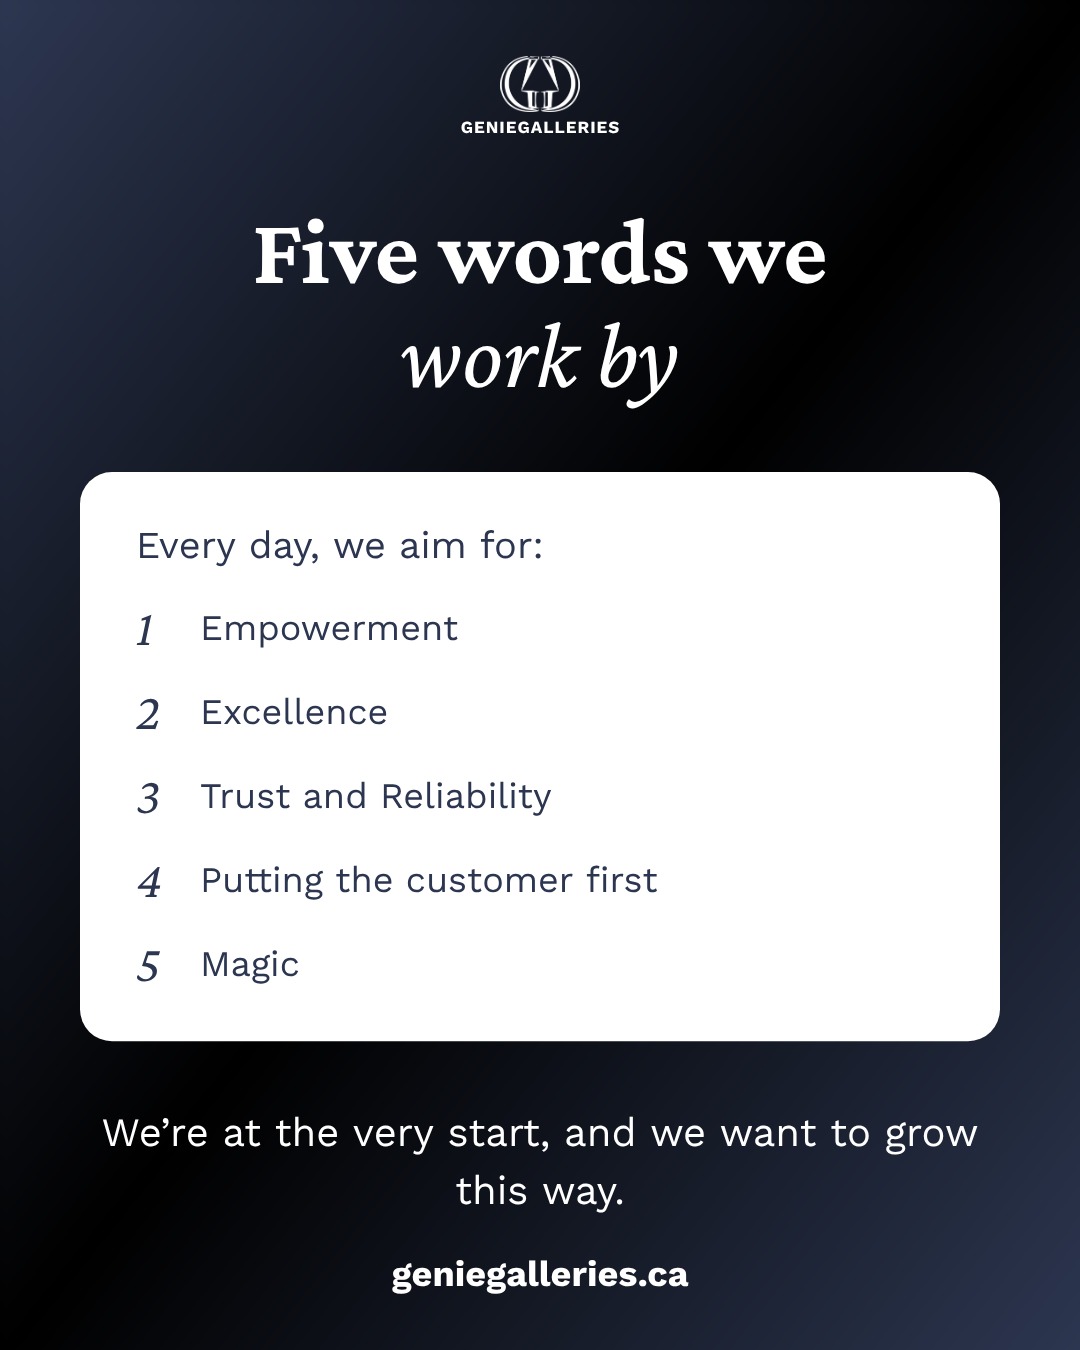 GENIEGALLERIES
Five words we
work by
Every day, we aim for:
1 Empowerment
2 Excellence
3 Trust and Reliability
4 Putting the customer first
5 Magic
We’re at the very start, and we want to grow
this way.
geniegalleries.ca